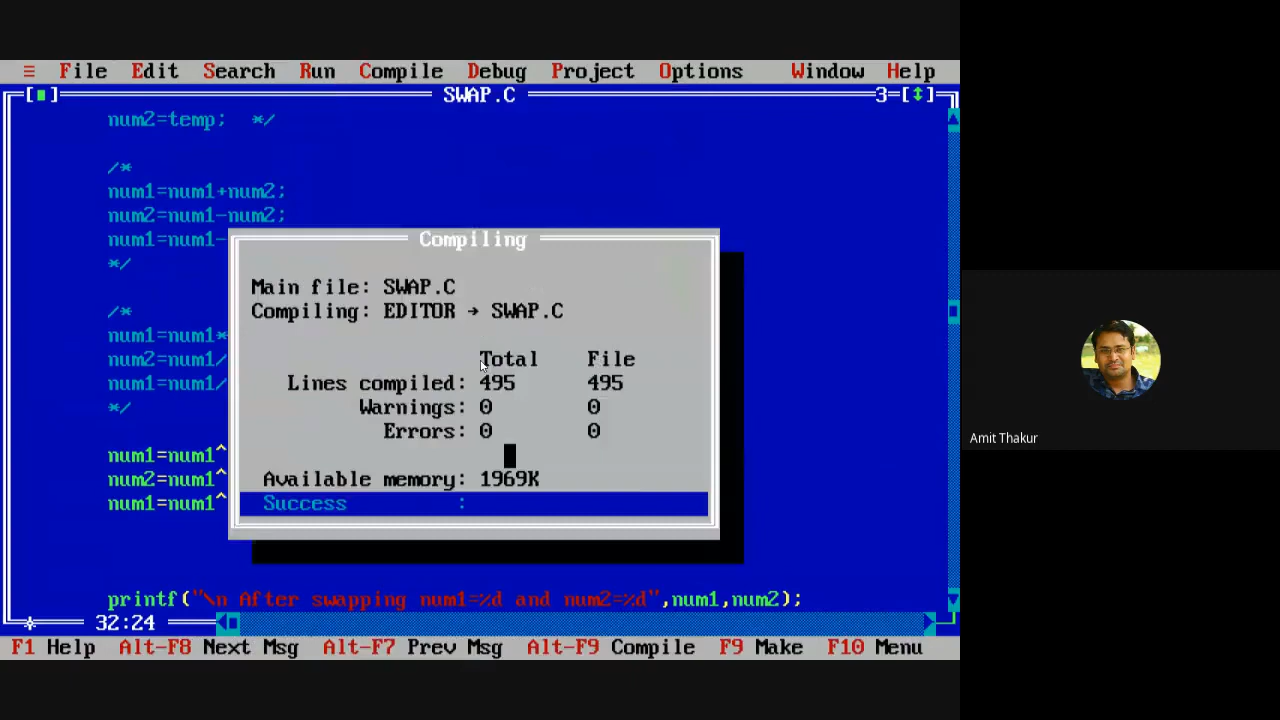 ≡ File Edit Search Run Compile Debug Project Options Window Help
SWAP.C 3
num2=temp; */
/*
num1=num1+num2;
num2=num1-num2;
num1=num1-
*/
/*
num1=num1*
num2=num1/
num1=num1/
*/
num1=num1^
num2=num1^
num1=num1^
Compiling
Main file: SWAP.C
Compiling: EDITOR → SWAP.C
Total File
Lines compiled: 495 495
Warnings: 0 0
Errors: 0 0
Available memory: 1969K
Success :
printf("\n After swapping num1=%d and num2=%d",num1,num2);
32:24
F1 Help Alt-F8 Next Msg Alt-F7 Prev Msg Alt-F9 Compile F9 Make F10 Menu
Amit Thakur